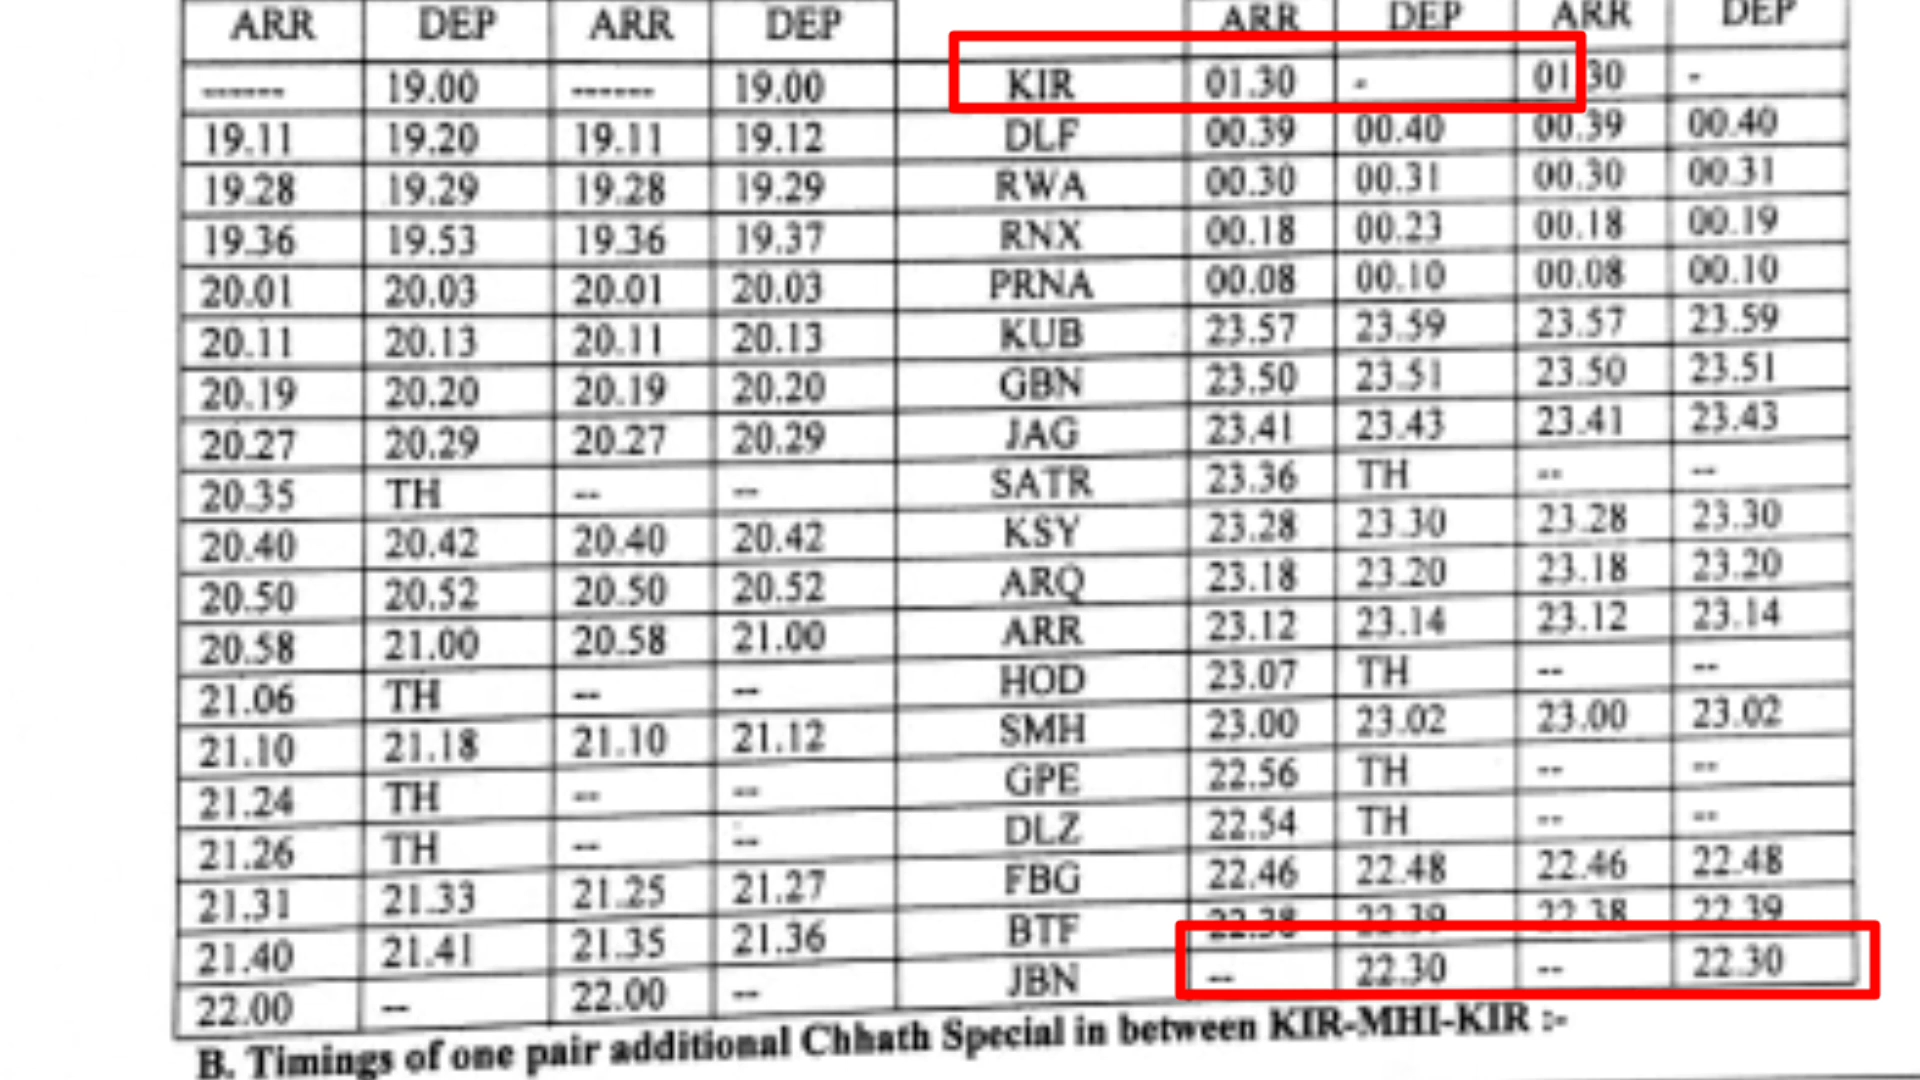 ARR DEP ARR DEP ARR DEP ARR DEP
------ 19.00 ------ 19.00 KIR 01.30 - 01.30 -
19.11 19.20 19.11 19.12 DLF 00.39 00.40 00.39 00.40
19.28 19.29 19.28 19.29 RWA 00.30 00.31 00.30 00.31
19.36 19.53 19.36 19.37 RNX 00.18 00.23 00.18 00.19
20.01 20.03 20.01 20.03 PRNA 00.08 00.10 00.08 00.10
20.11 20.13 20.11 20.13 KUB 23.57 23.59 23.57 23.59
20.19 20.20 20.19 20.20 GBN 23.50 23.51 23.50 23.51
20.27 20.29 20.27 20.29 JAG 23.41 23.43 23.41 23.43
20.35 TH -- -- SATR 23.36 TH -- --
20.40 20.42 20.40 20.42 KSY 23.28 23.30 23.28 23.30
20.50 20.52 20.50 20.52 ARQ 23.18 23.20 23.18 23.20
20.58 21.00 20.58 21.00 ARR 23.12 23.14 23.12 23.14
21.06 TH -- -- HOD 23.07 TH -- --
21.10 21.18 21.10 21.12 SMH 23.00 23.02 23.00 23.02
21.24 TH -- -- GPE 22.56 TH -- --
21.26 TH -- -- DLZ 22.54 TH -- --
21.31 21.33 21.25 21.27 FBG 22.46 22.48 22.46 22.48
21.40 21.41 21.35 21.36 BTF 22.38 22.39 22.38 22.39
22.00 -- 22.00 -- JBN -- 22.30 -- 22.30
B. Timings of one pair additional Chhath Special in between KIR-MHI-KIR :-